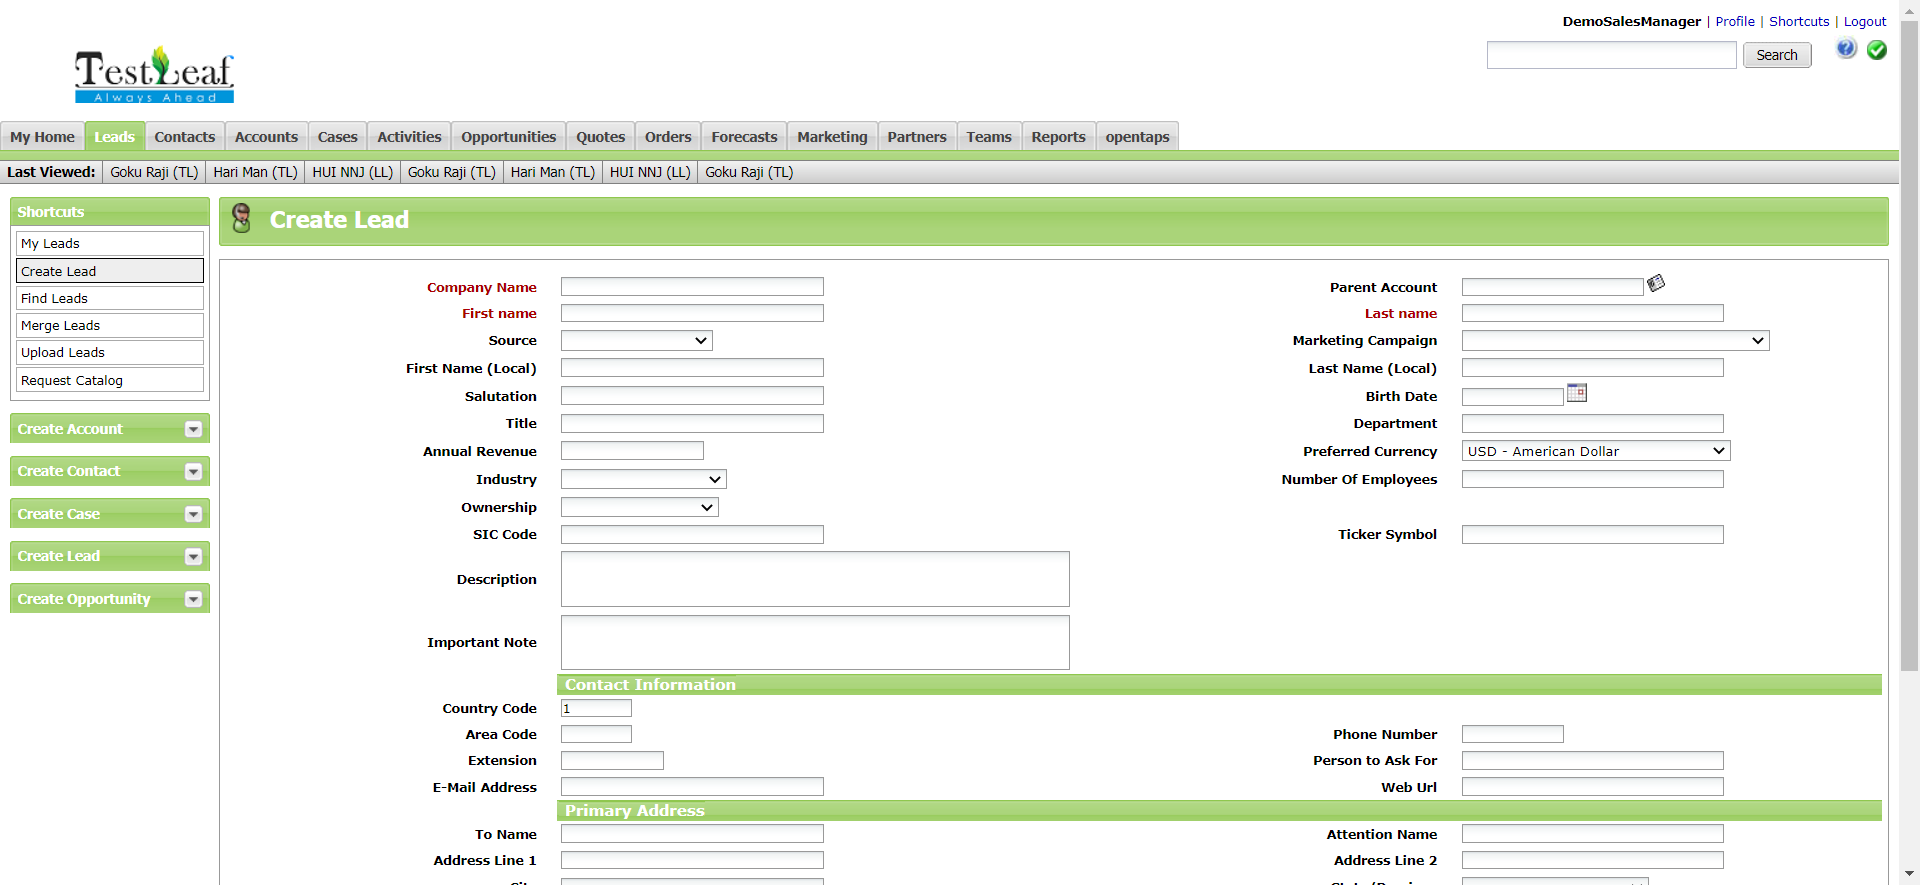 DemoSalesManager | Profile | Shortcuts | Logout
Search
TestLeaf
Always Ahead
My Home Leads Contacts Accounts Cases Activities Opportunities Quotes Orders Forecasts Marketing Partners Teams Reports opentaps
Last Viewed: Goku Raji (TL) Hari Man (TL) HUI NNJ (LL) Goku Raji (TL) Hari Man (TL) HUI NNJ (LL) Goku Raji (TL)
Shortcuts
My Leads
Create Lead
Find Leads
Merge Leads
Upload Leads
Request Catalog
Create Account
Create Contact
Create Case
Create Lead
Create Opportunity
Create Lead
Company Name Parent Account
First name Last name
Source Marketing Campaign
First Name (Local) Last Name (Local)
Salutation Birth Date
Title Department
Annual Revenue Preferred Currency USD - American Dollar
Industry Number Of Employees
Ownership
SIC Code Ticker Symbol
Description
Important Note
Contact Information
Country Code 1
Area Code Phone Number
Extension Person to Ask For
E-Mail Address Web Url
Primary Address
To Name Attention Name
Address Line 1 Address Line 2